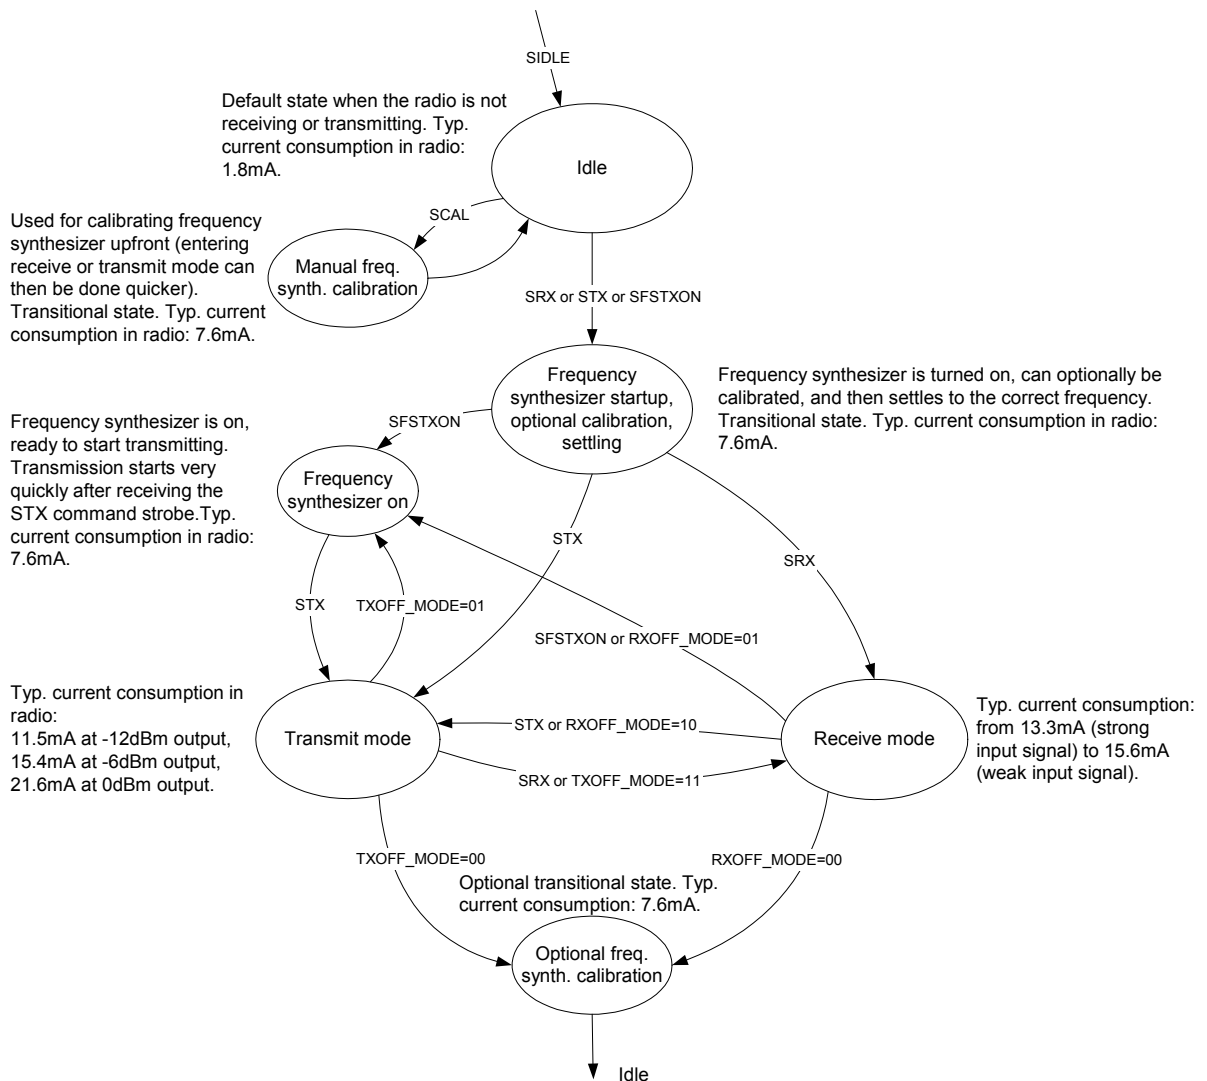 SIDLE
Default state when the radio is not
receiving or transmitting. Typ.
current consumption in radio:
1.8mA.
Idle
Used for calibrating frequency
synthesizer upfront (entering
receive or transmit mode can
then be done quicker).
Transitional state. Typ. current
consumption in radio: 7.6mA.
SCAL
Manual freq.
synth. calibration
SRX or STX or SFSTXON
Frequency
synthesizer startup,
optional calibration,
settling
Frequency synthesizer is turned on, can optionally be
calibrated, and then settles to the correct frequency.
Transitional state. Typ. current consumption in radio:
7.6mA.
Frequency synthesizer is on,
ready to start transmitting.
Transmission starts very
quickly after receiving the
STX command strobe.Typ.
current consumption in radio:
7.6mA.
SFSTXON
Frequency
synthesizer on
STX
SRX
STX
TXOFF_MODE=01
SFSTXON or RXOFF_MODE=01
Typ. current consumption in
radio:
11.5mA at -12dBm output,
15.4mA at -6dBm output,
21.6mA at 0dBm output.
Transmit mode
STX or RXOFF_MODE=10
SRX or TXOFF_MODE=11
Receive mode
Typ. current consumption:
from 13.3mA (strong
input signal) to 15.6mA
(weak input signal).
TXOFF_MODE=00
RXOFF_MODE=00
Optional transitional state. Typ.
current consumption: 7.6mA.
Optional freq.
synth. calibration
Idle